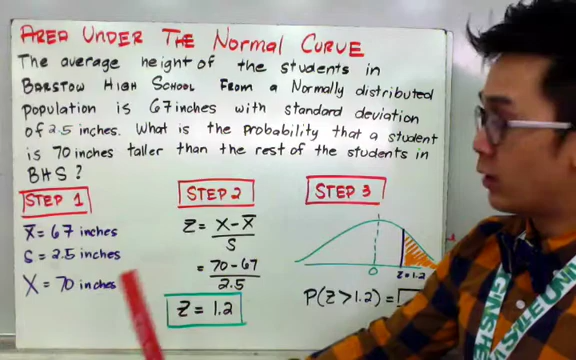 AREA UNDER THE NORMAL CURVE
The average height of the students in
BARSTOW HIGH SCHOOL FROM a Normally distributed
population is 67 inches with standard deviation
of 2.5 inches. What is the probability that a student
is 70 inches taller than the rest of the students in
BHS?
STEP 1
X̄ = 67 inches
S = 2.5 inches
X = 70 inches
STEP 2
Z = X - X̄ / S
= 70 - 67 / 2.5
Z = 1.2
STEP 3
0
Z = 1.2
P(Z > 1.2) =